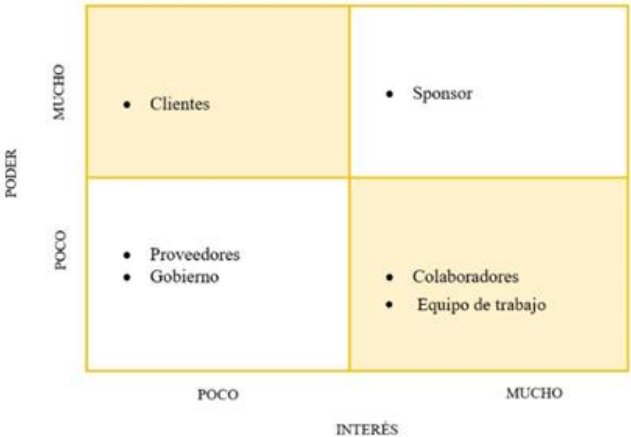 MUCHO
• Clientes
• Sponsor
PODER
POCO
• Proveedores
• Gobierno
• Colaboradores
• Equipo de trabajo
POCO
MUCHO
INTERÉS